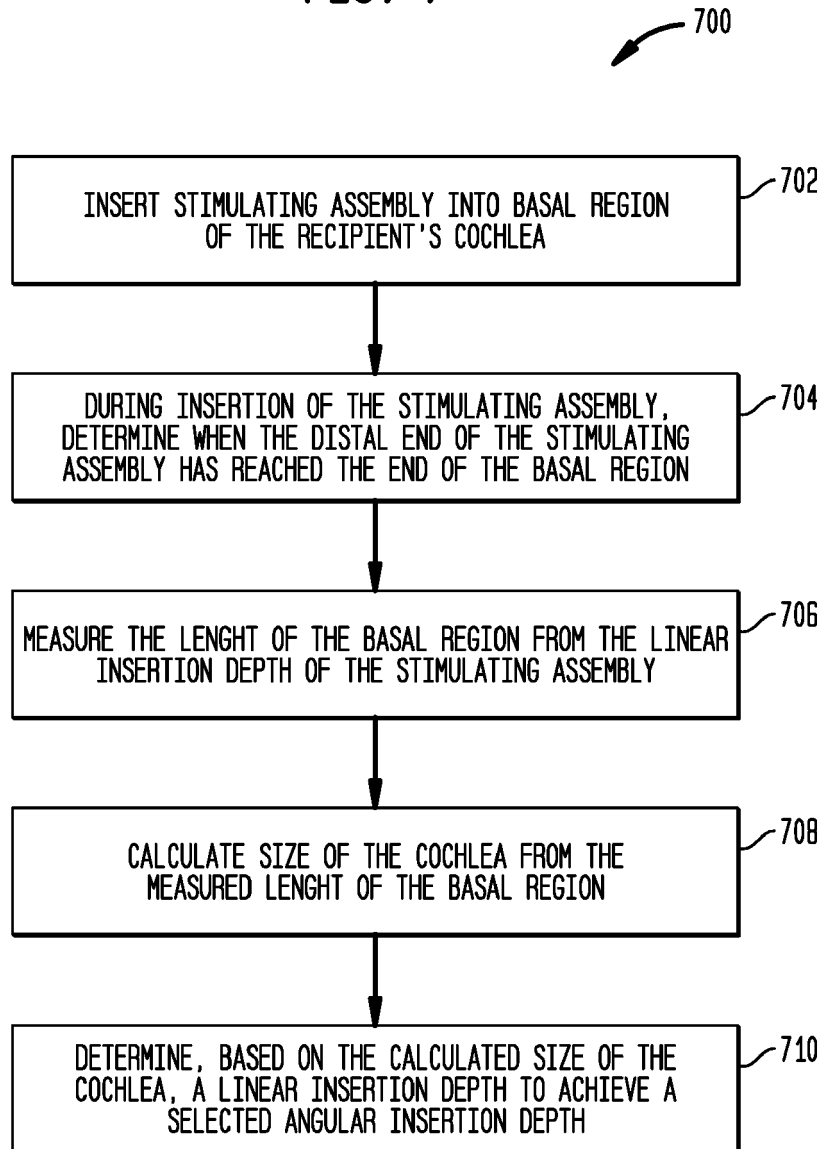 700
INSERT STIMULATING ASSEMBLY INTO BASAL REGION
OF THE RECIPIENT'S COCHLEA
702
DURING INSERTION OF THE STIMULATING ASSEMBLY,
DETERMINE WHEN THE DISTAL END OF THE STIMULATING
ASSEMBLY HAS REACHED THE END OF THE BASAL REGION
704
MEASURE THE LENGHT OF THE BASAL REGION FROM THE LINEAR
INSERTION DEPTH OF THE STIMULATING ASSEMBLY
706
CALCULATE SIZE OF THE COCHLEA FROM THE
MEASURED LENGHT OF THE BASAL REGION
708
DETERMINE, BASED ON THE CALCULATED SIZE OF THE
COCHLEA, A LINEAR INSERTION DEPTH TO ACHIEVE A
SELECTED ANGULAR INSERTION DEPTH
710